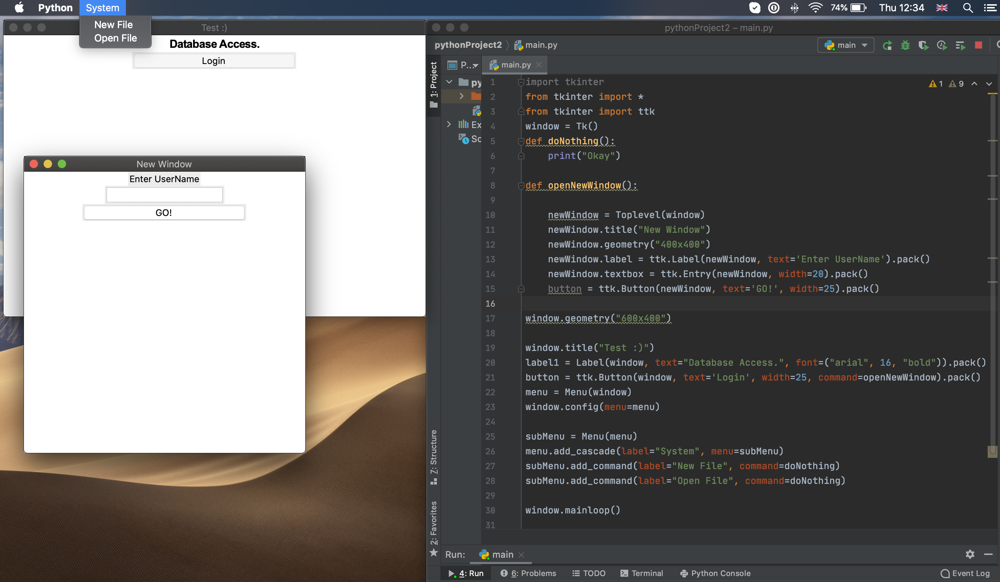 Python System
74% Thu 12:34
New File
Open File
Test :)
Database Access.
Login
New Window
Enter UserName
GO!
pythonProject2 – main.py
pythonProject2 main.py
main
1: Project
P...
main.py
py
Ex
Sc
1 9
1 import tkinter
2 from tkinter import *
3 from tkinter import ttk
4 window = Tk()
5 def doNothing():
6 print("Okay")
7
8 def openNewWindow():
9
10 newWindow = Toplevel(window)
11 newWindow.title("New Window")
12 newWindow.geometry("400x400")
13 newWindow.label = ttk.Label(newWindow, text='Enter UserName').pack()
14 newWindow.textbox = ttk.Entry(newWindow, width=20).pack()
15 button = ttk.Button(newWindow, text='GO!', width=25).pack()
16
17 window.geometry("600x400")
18
19 window.title("Test :)")
20 label1 = Label(window, text="Database Access.", font=("arial", 16, "bold")).pack()
21 button = ttk.Button(window, text='Login', width=25, command=openNewWindow).pack()
22 menu = Menu(window)
23 window.config(menu=menu)
24
25 subMenu = Menu(menu)
26 menu.add_cascade(label="System", menu=subMenu)
27 subMenu.add_command(label="New File", command=doNothing)
28 subMenu.add_command(label="Open File", command=doNothing)
29
30 window.mainloop()
31
7: Structure
2: Favorites
Run: main
4: Run 6: Problems TODO Terminal Python Console Event Log